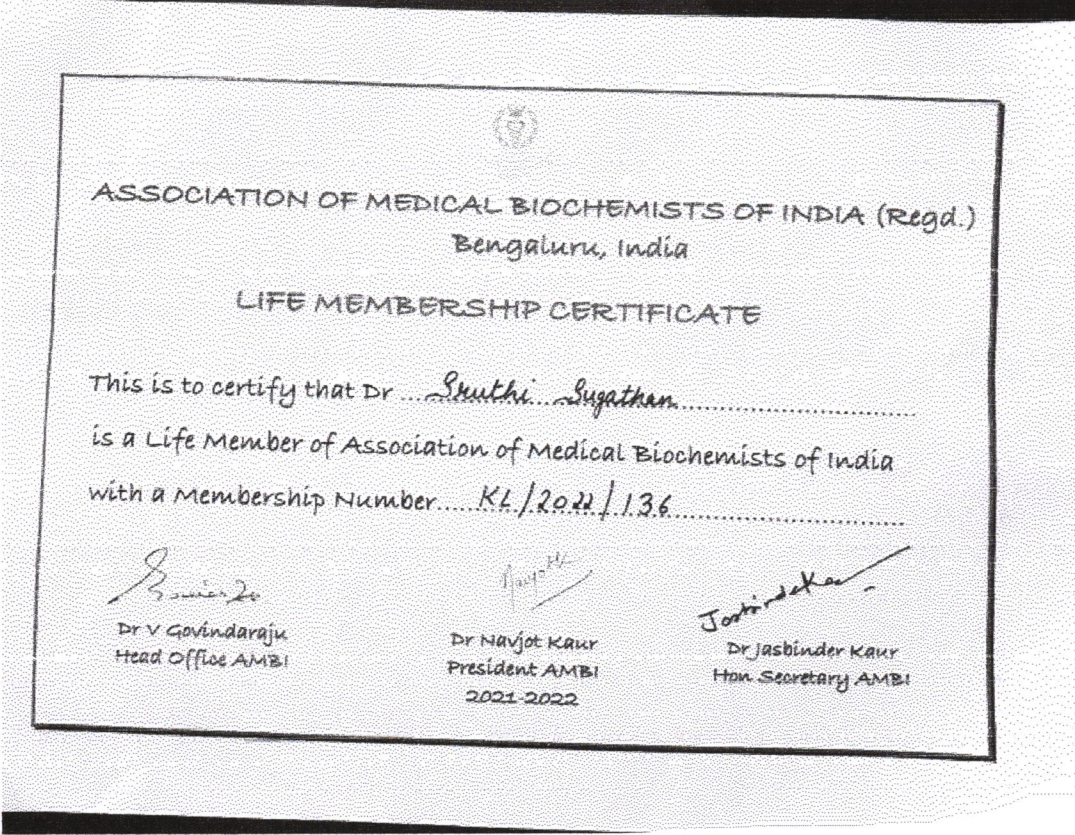 ASSOCIATION OF MEDICAL BIOCHEMISTS OF INDIA (Regd.)
Bengaluru, India
LIFE MEMBERSHIP CERTIFICATE
This is to certify that Dr ....Sruthi....Sugathan..............................
is a Life Member of Association of Medical Biochemists of India
with a Membership Number......KL/2022/136..............................
Dr V Govindaraju
Head Office AMBI
Dr Navjot Kaur
President AMBI
2021-2022
Jasbinder Kaur
Dr Jasbinder Kaur
Hon Secretary AMBI